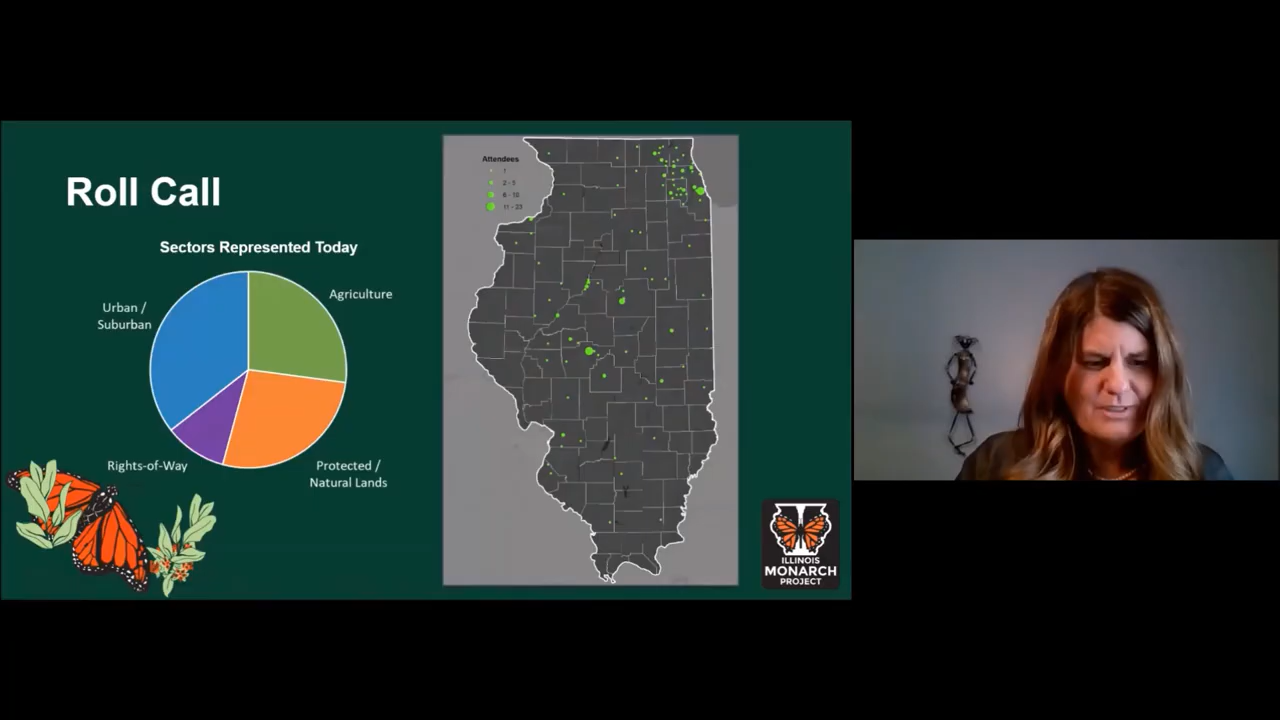 Roll Call
Sectors Represented Today
Urban /
Suburban
Agriculture
Rights-of-Way
Protected /
Natural Lands
Attendees
1
2 - 5
6 - 10
11 - 23
ILLINOIS
MONARCH
PROJECT